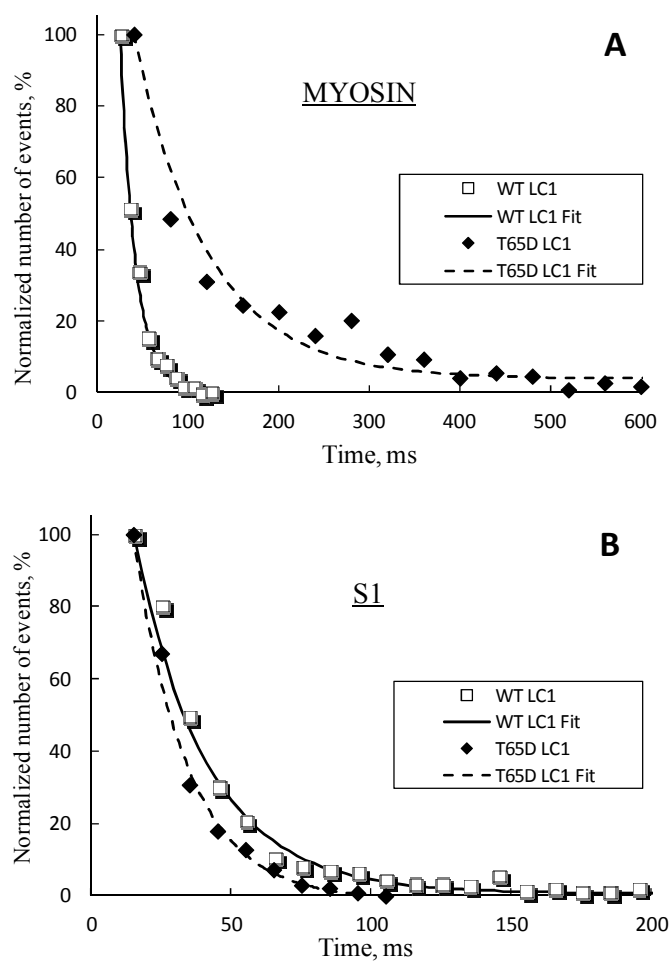 A
MYOSIN
Normalized number of events, %
100
80
60
40
20
0
WT LC1
WT LC1 Fit
T65D LC1
T65D LC1 Fit
0 100 200 300 400 500 600
Time, ms
B
S1
Normalized number of events, %
100
80
60
40
20
0
WT LC1
WT LC1 Fit
T65D LC1
T65D LC1 Fit
0 50 100 150 200
Time, ms